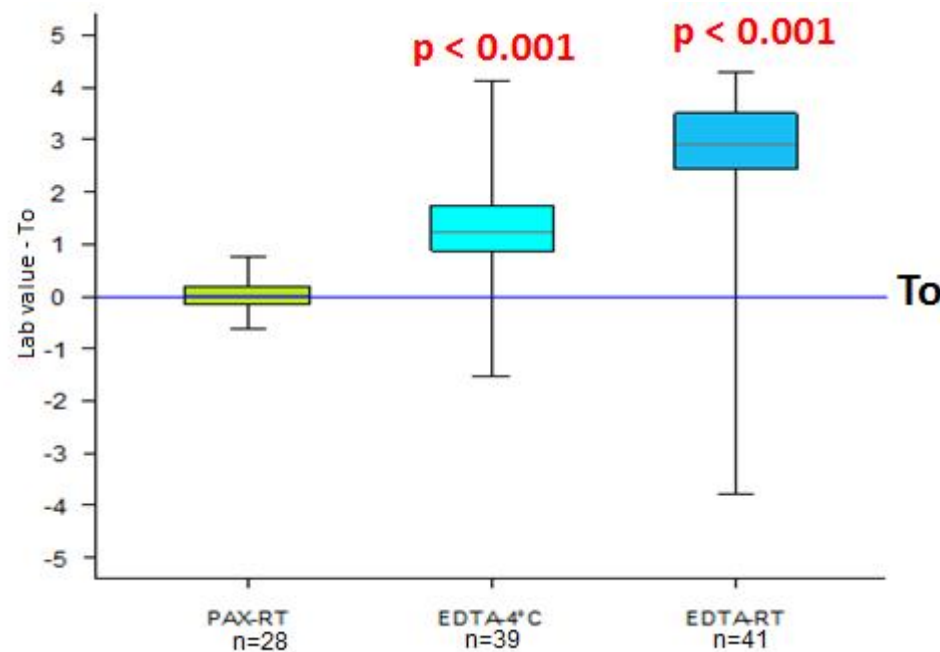 p < 0.001
p < 0.001
5
4
3
2
1
0
-1
-2
-3
-4
-5
Lab value - To
To
PAX-RT
EDTA-4°C
EDTA-RT
n=28
n=39
n=41